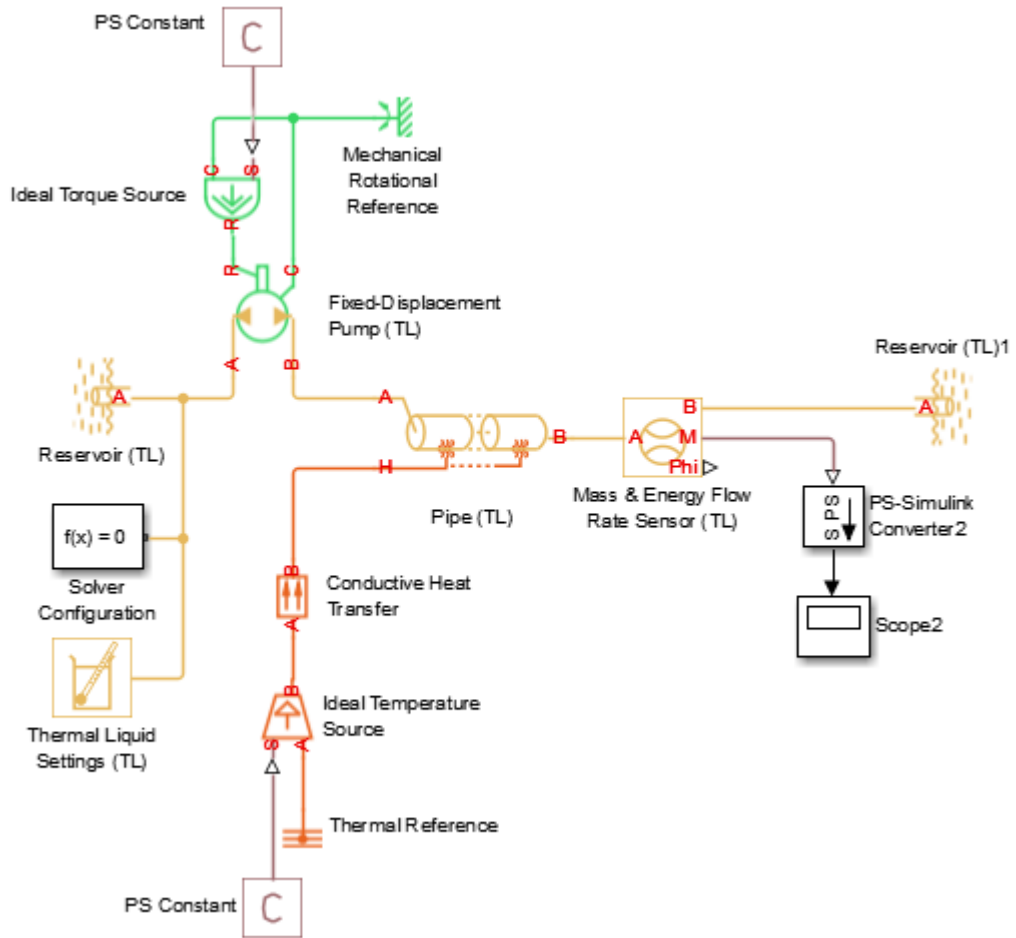 PS Constant
C
C
S
Mechanical
Rotational
Reference
Ideal Torque Source
R
R
C
Fixed-Displacement
Pump (TL)
A
B
Reservoir (TL)1
A
A
A
B
B
A
M
Phi
Reservoir (TL)
H
Pipe (TL)
Mass & Energy Flow
Rate Sensor (TL)
S PS
PS-Simulink
Converter2
f(x) = 0
Solver
Configuration
B
Conductive Heat
Transfer
A
Scope2
Thermal Liquid
Settings (TL)
B
Ideal Temperature
Source
S
A
Thermal Reference
PS Constant
C